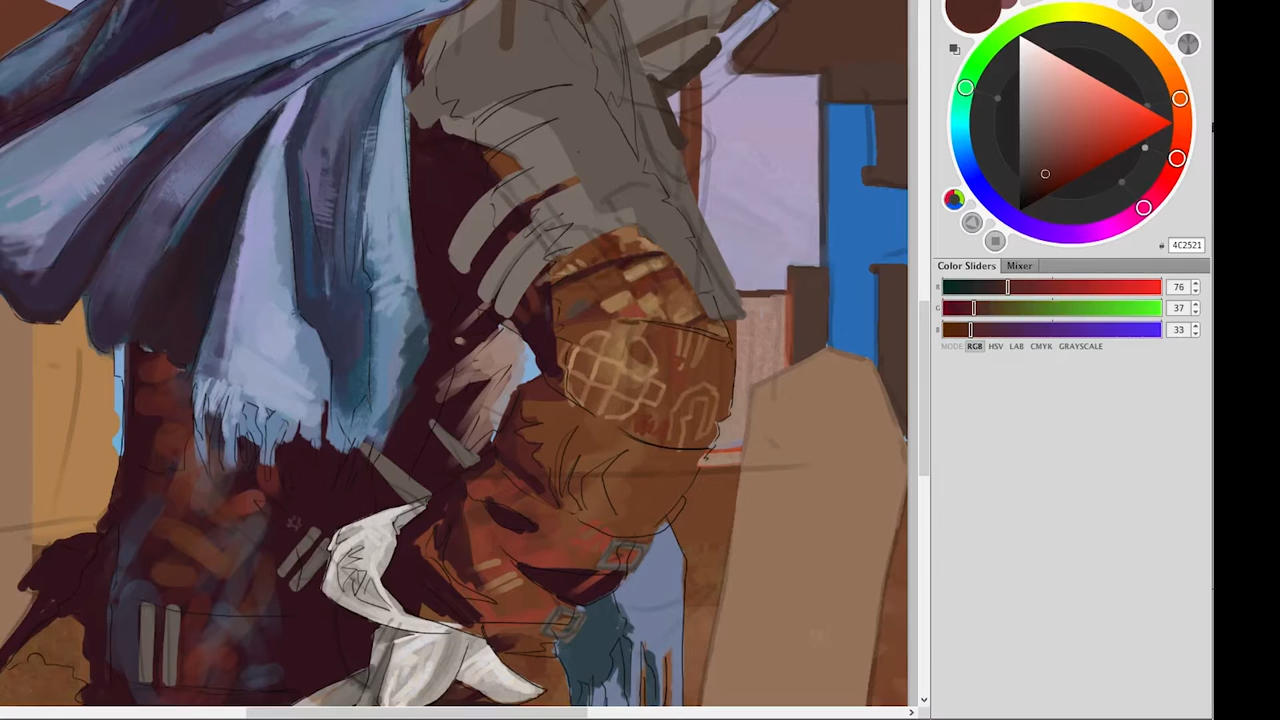 # 4C2521
Color Sliders Mixer
R 76
G 37
B 33
MODE RGB HSV LAB CMYK GRAYSCALE